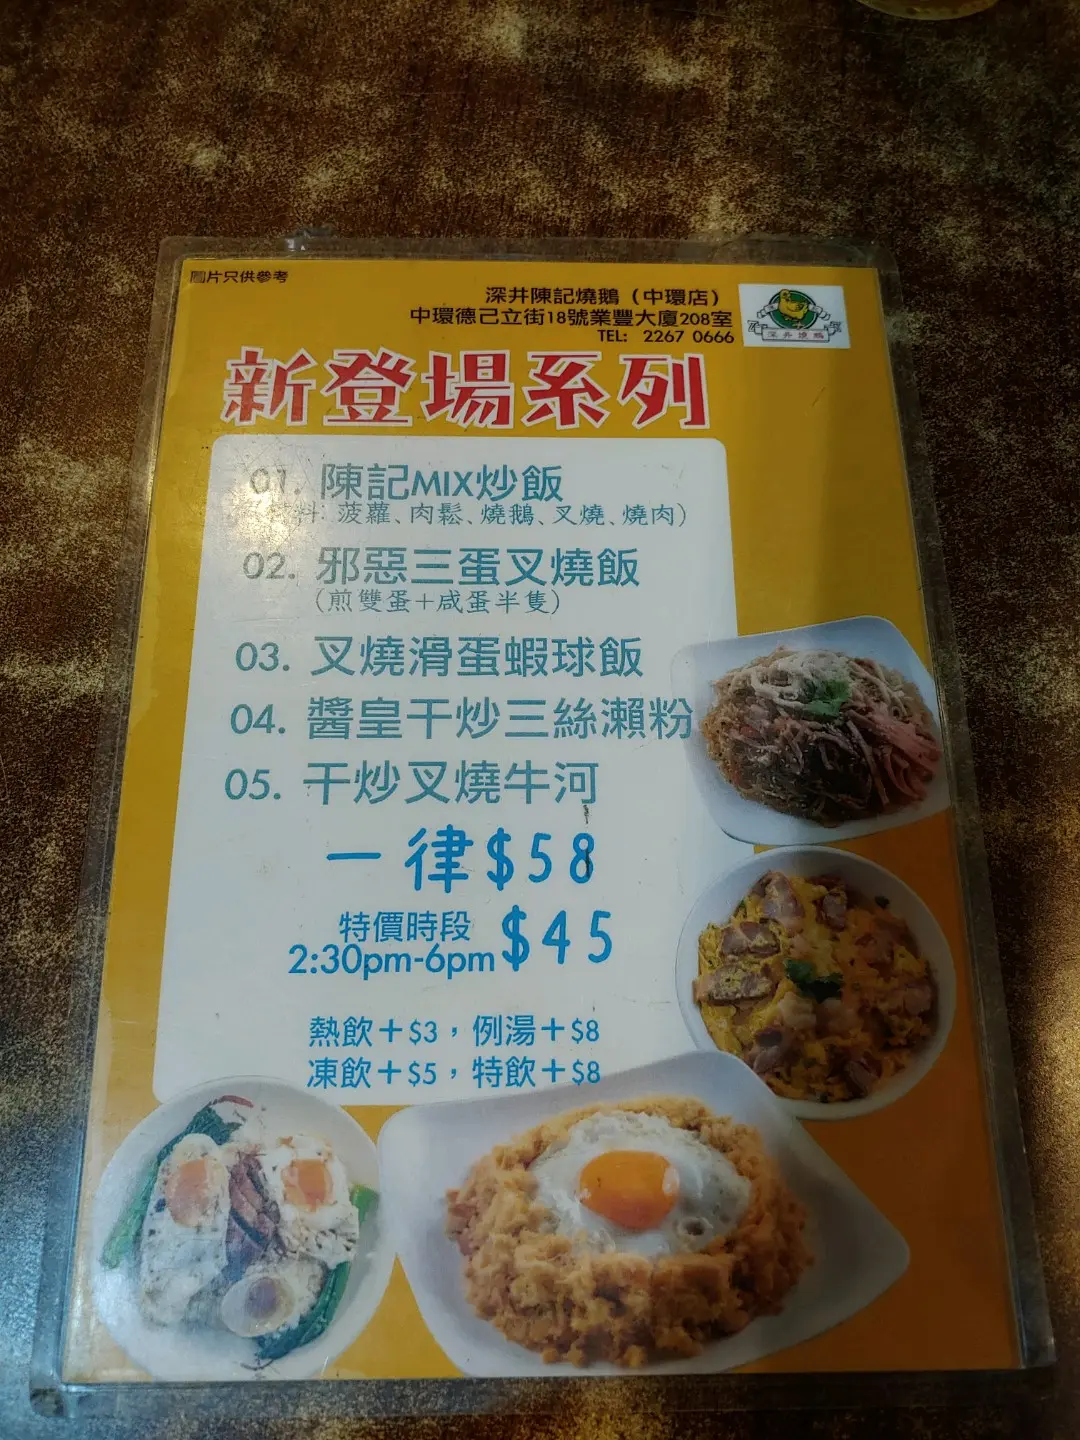 圖片只供參考
深井陳記燒鵝（中環店）
中環德己立街18號業豐大廈208室
TEL: 2267 0666
深井燒鵝
新登場系列
01. 陳記MIX炒飯
料: 菠蘿、肉鬆、燒鵝、叉燒、燒肉)
02. 邪惡三蛋叉燒飯
(煎雙蛋+咸蛋半隻)
03. 叉燒滑蛋蝦球飯
04. 醬皇干炒三絲瀨粉
05. 干炒叉燒牛河
一律$58
特價時段
2:30pm-6pm $45
熱飲+$3，例湯+$8
凍飲+$5，特飲+$8